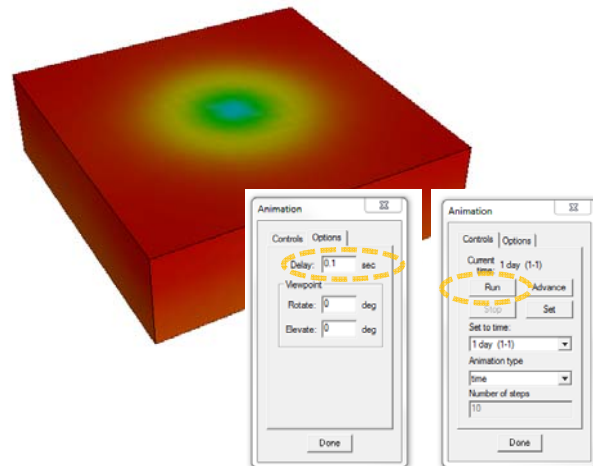 Animation
Controls Options
Delay: 0.1 sec
Viewpoint
Rotate: 0 deg
Elevate: 0 deg
Done
Animation
Controls Options
Current
time: 1 day (1-1)
Run Advance
Stop Set
Set to time:
1 day (1-1)
Animation type
time
Number of steps
10
Done